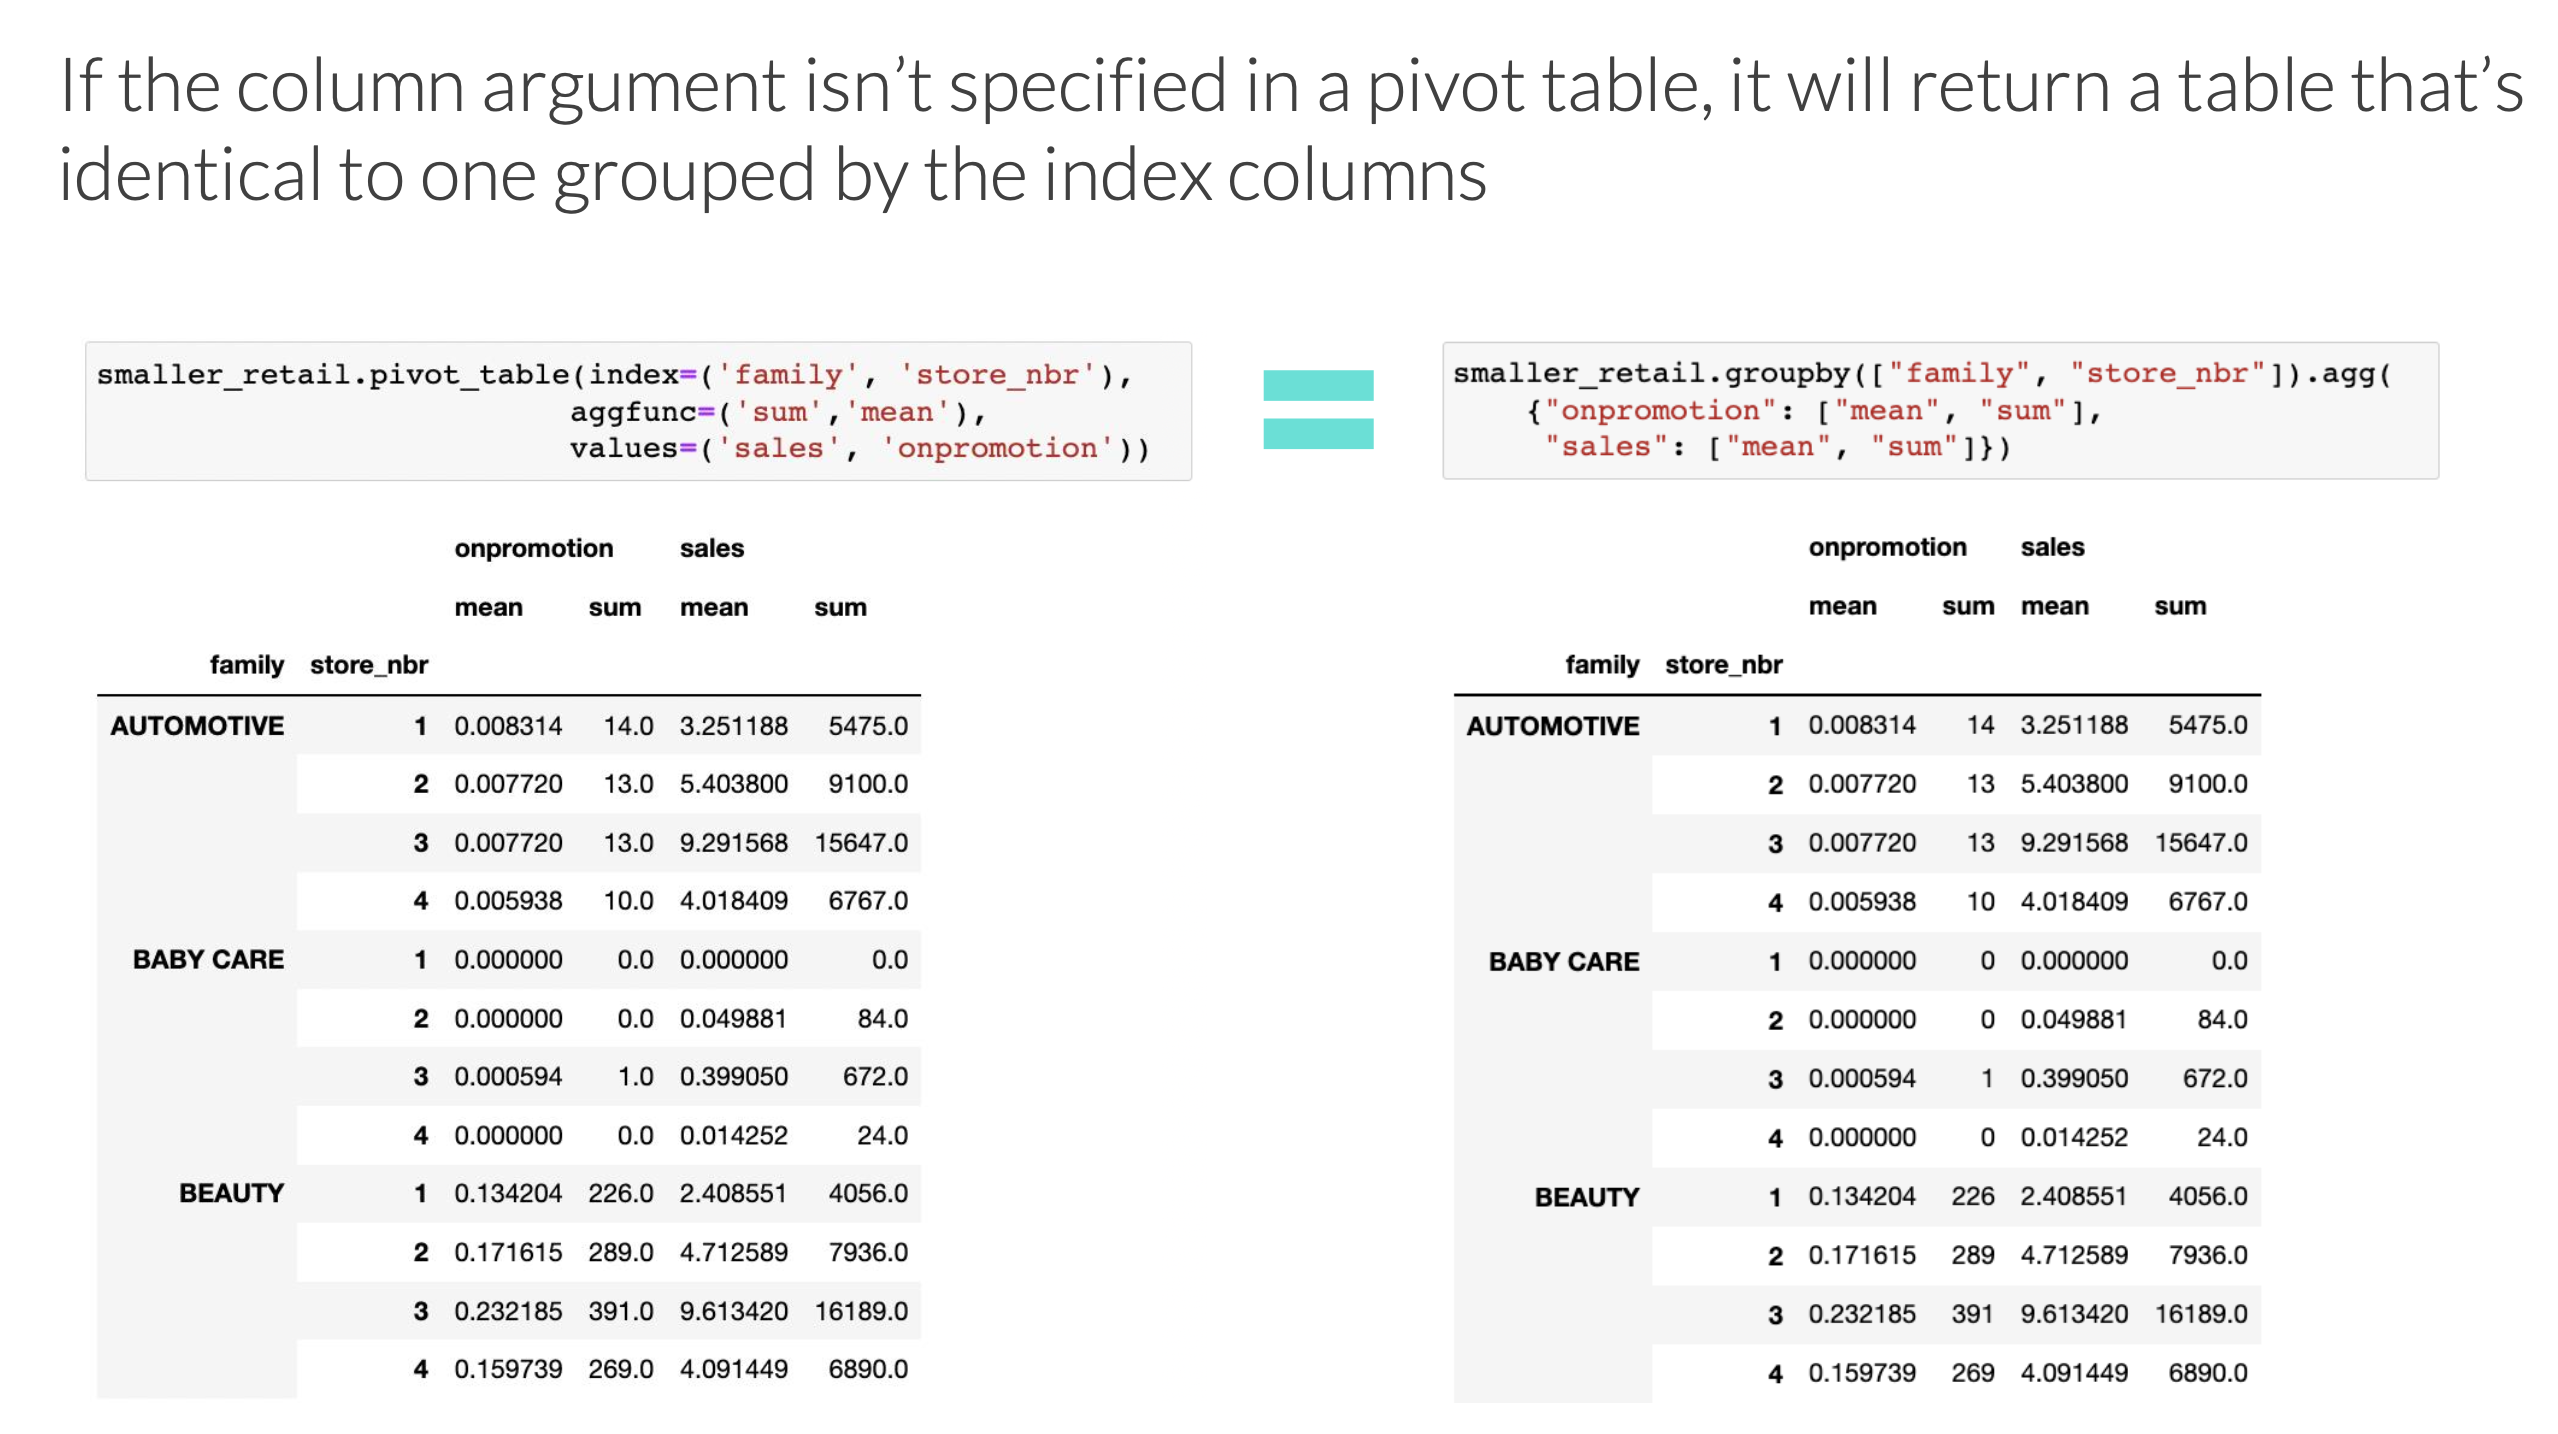 If the column argument isn’t specified in a pivot table, it will return a table that’s
identical to one grouped by the index columns
smaller_retail.pivot_table(index=('family', 'store_nbr'),
aggfunc=('sum','mean'),
values=('sales', 'onpromotion'))
onpromotion sales
mean sum mean sum
family store_nbr
AUTOMOTIVE 1 0.008314 14.0 3.251188 5475.0
2 0.007720 13.0 5.403800 9100.0
3 0.007720 13.0 9.291568 15647.0
4 0.005938 10.0 4.018409 6767.0
BABY CARE 1 0.000000 0.0 0.000000 0.0
2 0.000000 0.0 0.049881 84.0
3 0.000594 1.0 0.399050 672.0
4 0.000000 0.0 0.014252 24.0
BEAUTY 1 0.134204 226.0 2.408551 4056.0
2 0.171615 289.0 4.712589 7936.0
3 0.232185 391.0 9.613420 16189.0
4 0.159739 269.0 4.091449 6890.0
smaller_retail.groupby(["family", "store_nbr"]).agg(
{"onpromotion": ["mean", "sum"],
"sales": ["mean", "sum"]})
onpromotion sales
mean sum mean sum
family store_nbr
AUTOMOTIVE 1 0.008314 14 3.251188 5475.0
2 0.007720 13 5.403800 9100.0
3 0.007720 13 9.291568 15647.0
4 0.005938 10 4.018409 6767.0
BABY CARE 1 0.000000 0 0.000000 0.0
2 0.000000 0 0.049881 84.0
3 0.000594 1 0.399050 672.0
4 0.000000 0 0.014252 24.0
BEAUTY 1 0.134204 226 2.408551 4056.0
2 0.171615 289 4.712589 7936.0
3 0.232185 391 9.613420 16189.0
4 0.159739 269 4.091449 6890.0